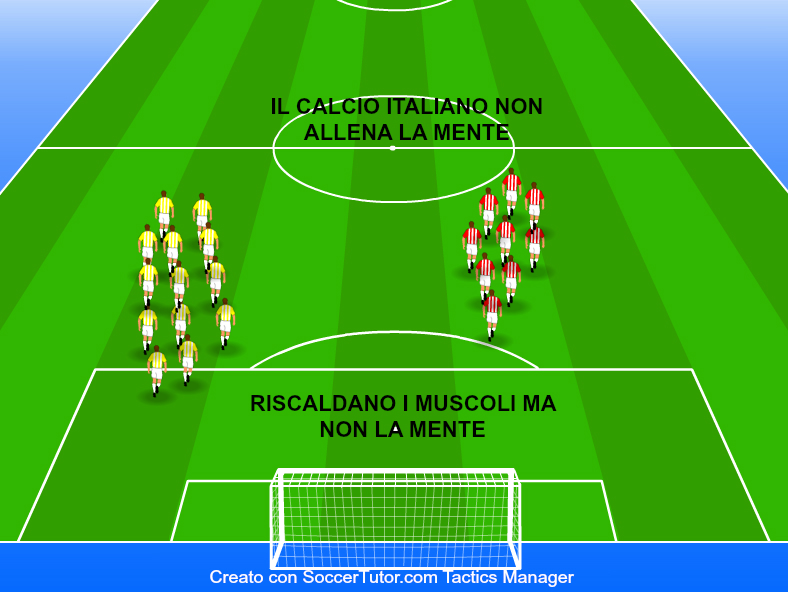 IL CALCIO ITALIANO NON
ALLENA LA MENTE
RISCALDANO I MUSCOLI MA
NON LA MENTE
Creato con SoccerTutor.com Tactics Manager